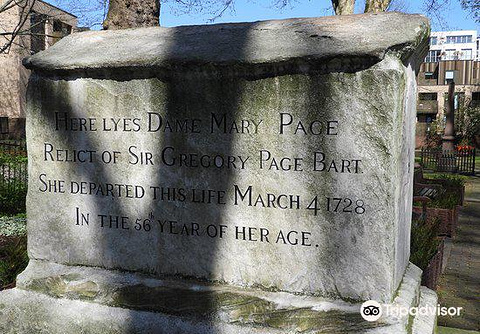 Here lyes Dame Mary Page
Relict of Sir Gregory Page Bart
She departed this life March 4 1728
In the 56th year of her age.
Tripadvisor